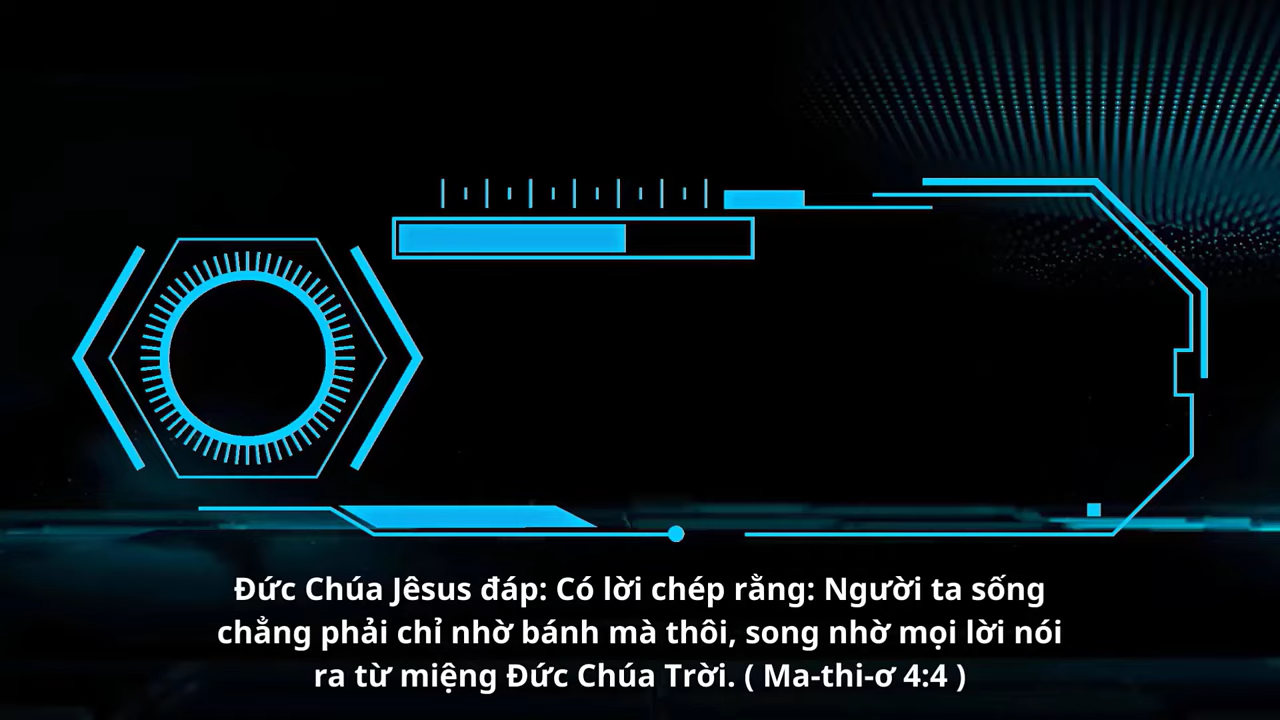 Đức Chúa Jêsus đáp: Có lời chép rằng: Người ta sống
chẳng phải chỉ nhờ bánh mà thôi, song nhờ mọi lời nói
ra từ miệng Đức Chúa Trời. ( Ma-thi-ơ 4:4 )